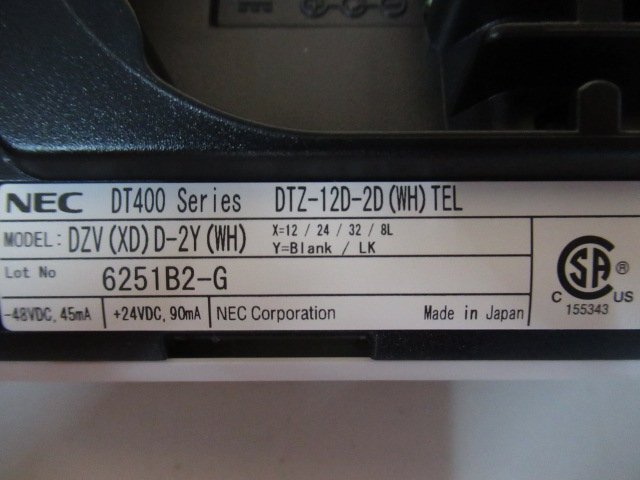 NEC DT400 Series DTZ-12D-2D(WH)TEL
MODEL: DZV(XD)D-2Y(WH) X=12 / 24 / 32 / 8L
Y=Blank / LK
Lot No 6251B2-G
-48VDC, 45mA +24VDC, 90mA NEC Corporation Made in Japan
CSA ®
C US
155343